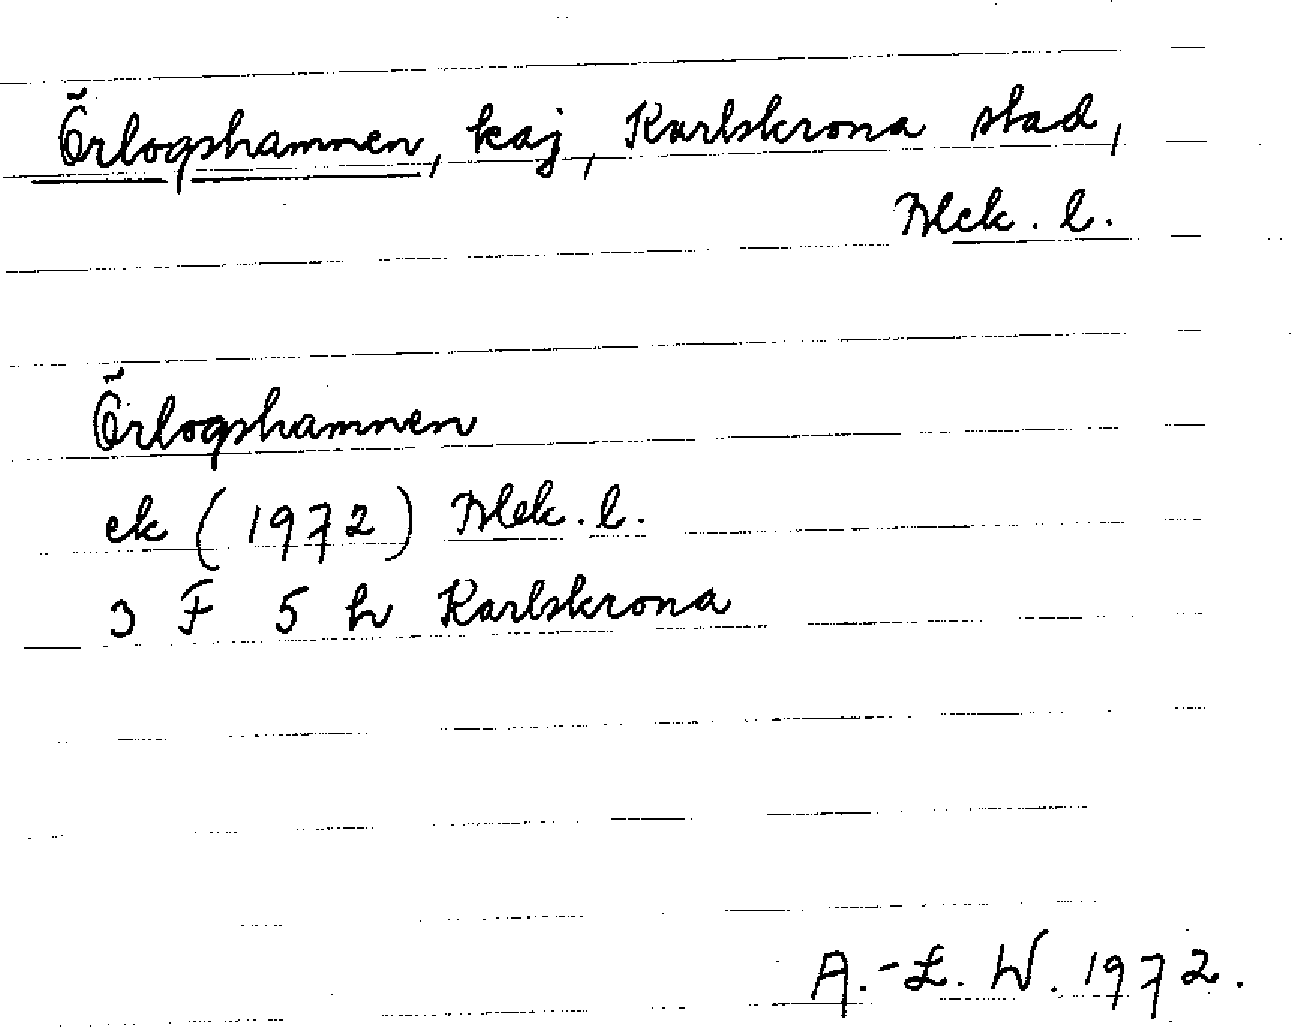 Örlogshamnen, kaj, Karlskrona stad,
Blek. l.
Örlogshamnen
ek (1972) Blek. l.
3 F 5 h Karlskrona
A.-L. W. 1972.